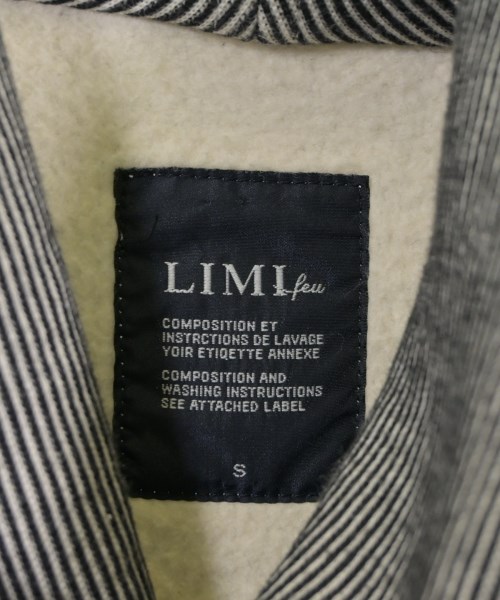 LIMI feu
COMPOSITION ET
INSTRCTIONS DE LAVAGE
YOIR ETIQETTE ANNEXE
COMPOSITION AND
WASHING INSTRUCTIONS
SEE ATTACHED LABEL
S